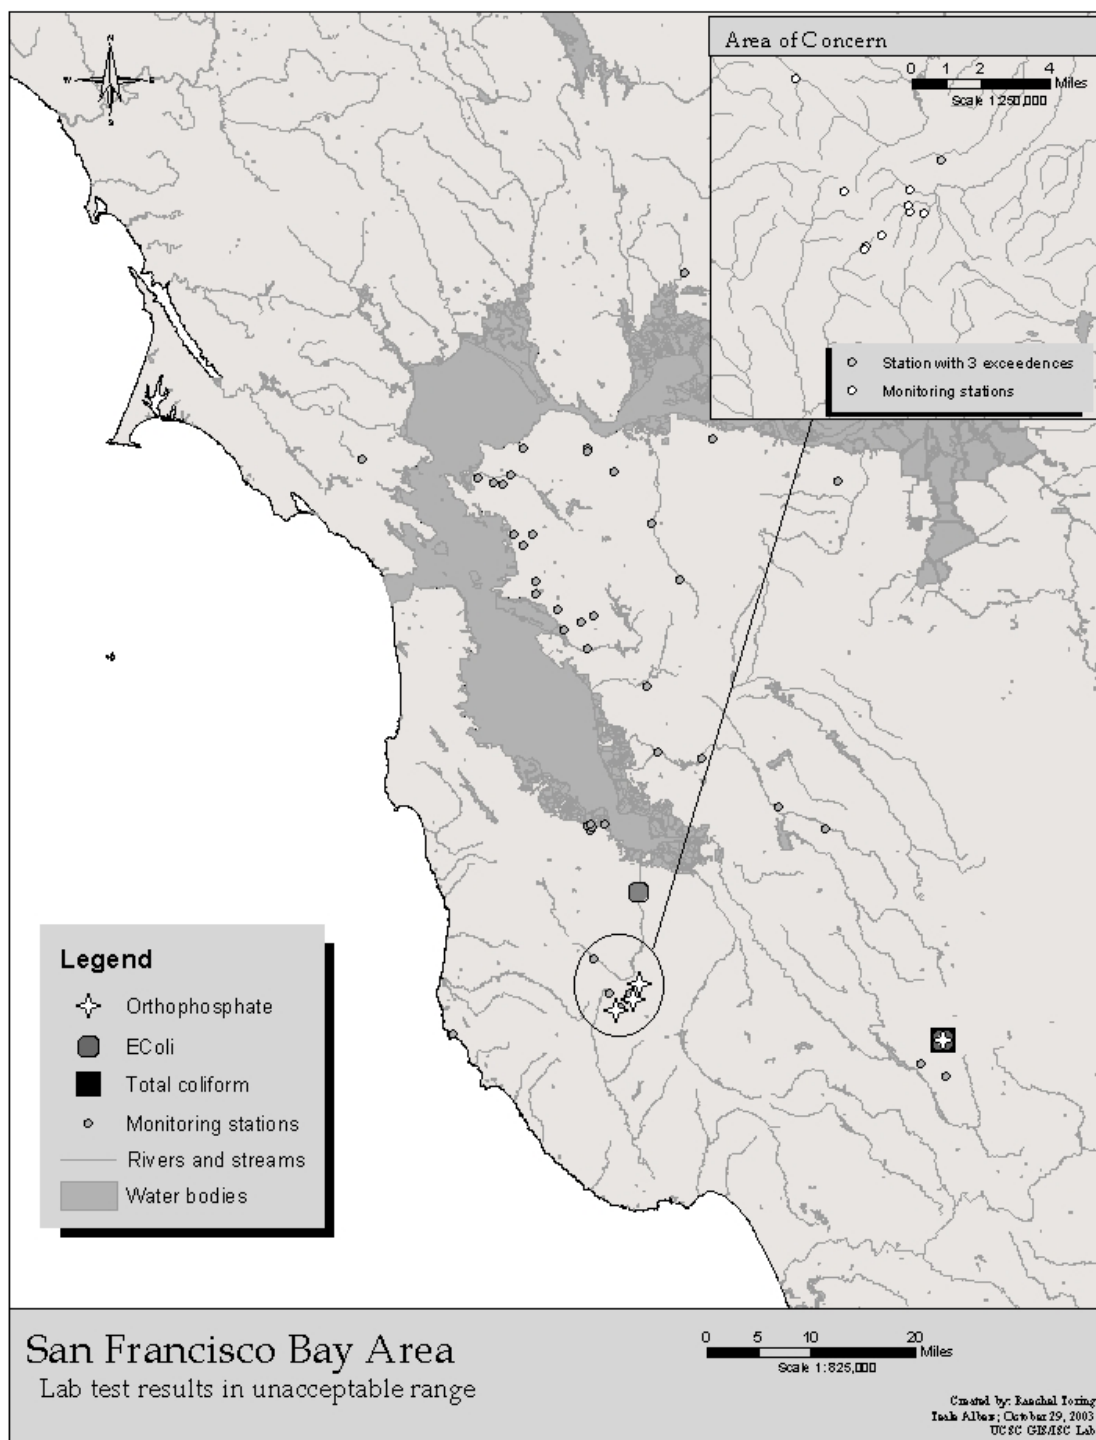 Area of Concern
0 1 2 4
Miles
Scale 1:250,000
Station with 3 exceedences
Monitoring stations
N
S
Legend
Orthophosphate
EColi
Total coliform
Monitoring stations
Rivers and streams
Water bodies
San Francisco Bay Area
Lab test results in unacceptable range
0 5 10 20
Miles
Scale 1:825,000
Created by:
October 29, 2003
UCSC GIS/ISC Lab